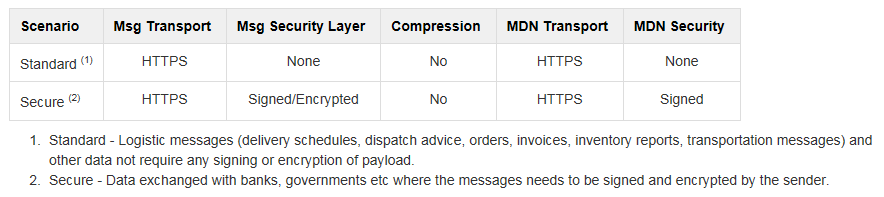 Scenario Msg Transport Msg Security Layer Compression MDN Transport MDN Security
Standard (1) HTTPS None No HTTPS None
Secure (2) HTTPS Signed/Encrypted No HTTPS Signed
1. Standard - Logistic messages (delivery schedules, dispatch advice, orders, invoices, inventory reports, transportation messages) and
other data not require any signing or encryption of payload.
2. Secure - Data exchanged with banks, governments etc where the messages needs to be signed and encrypted by the sender.